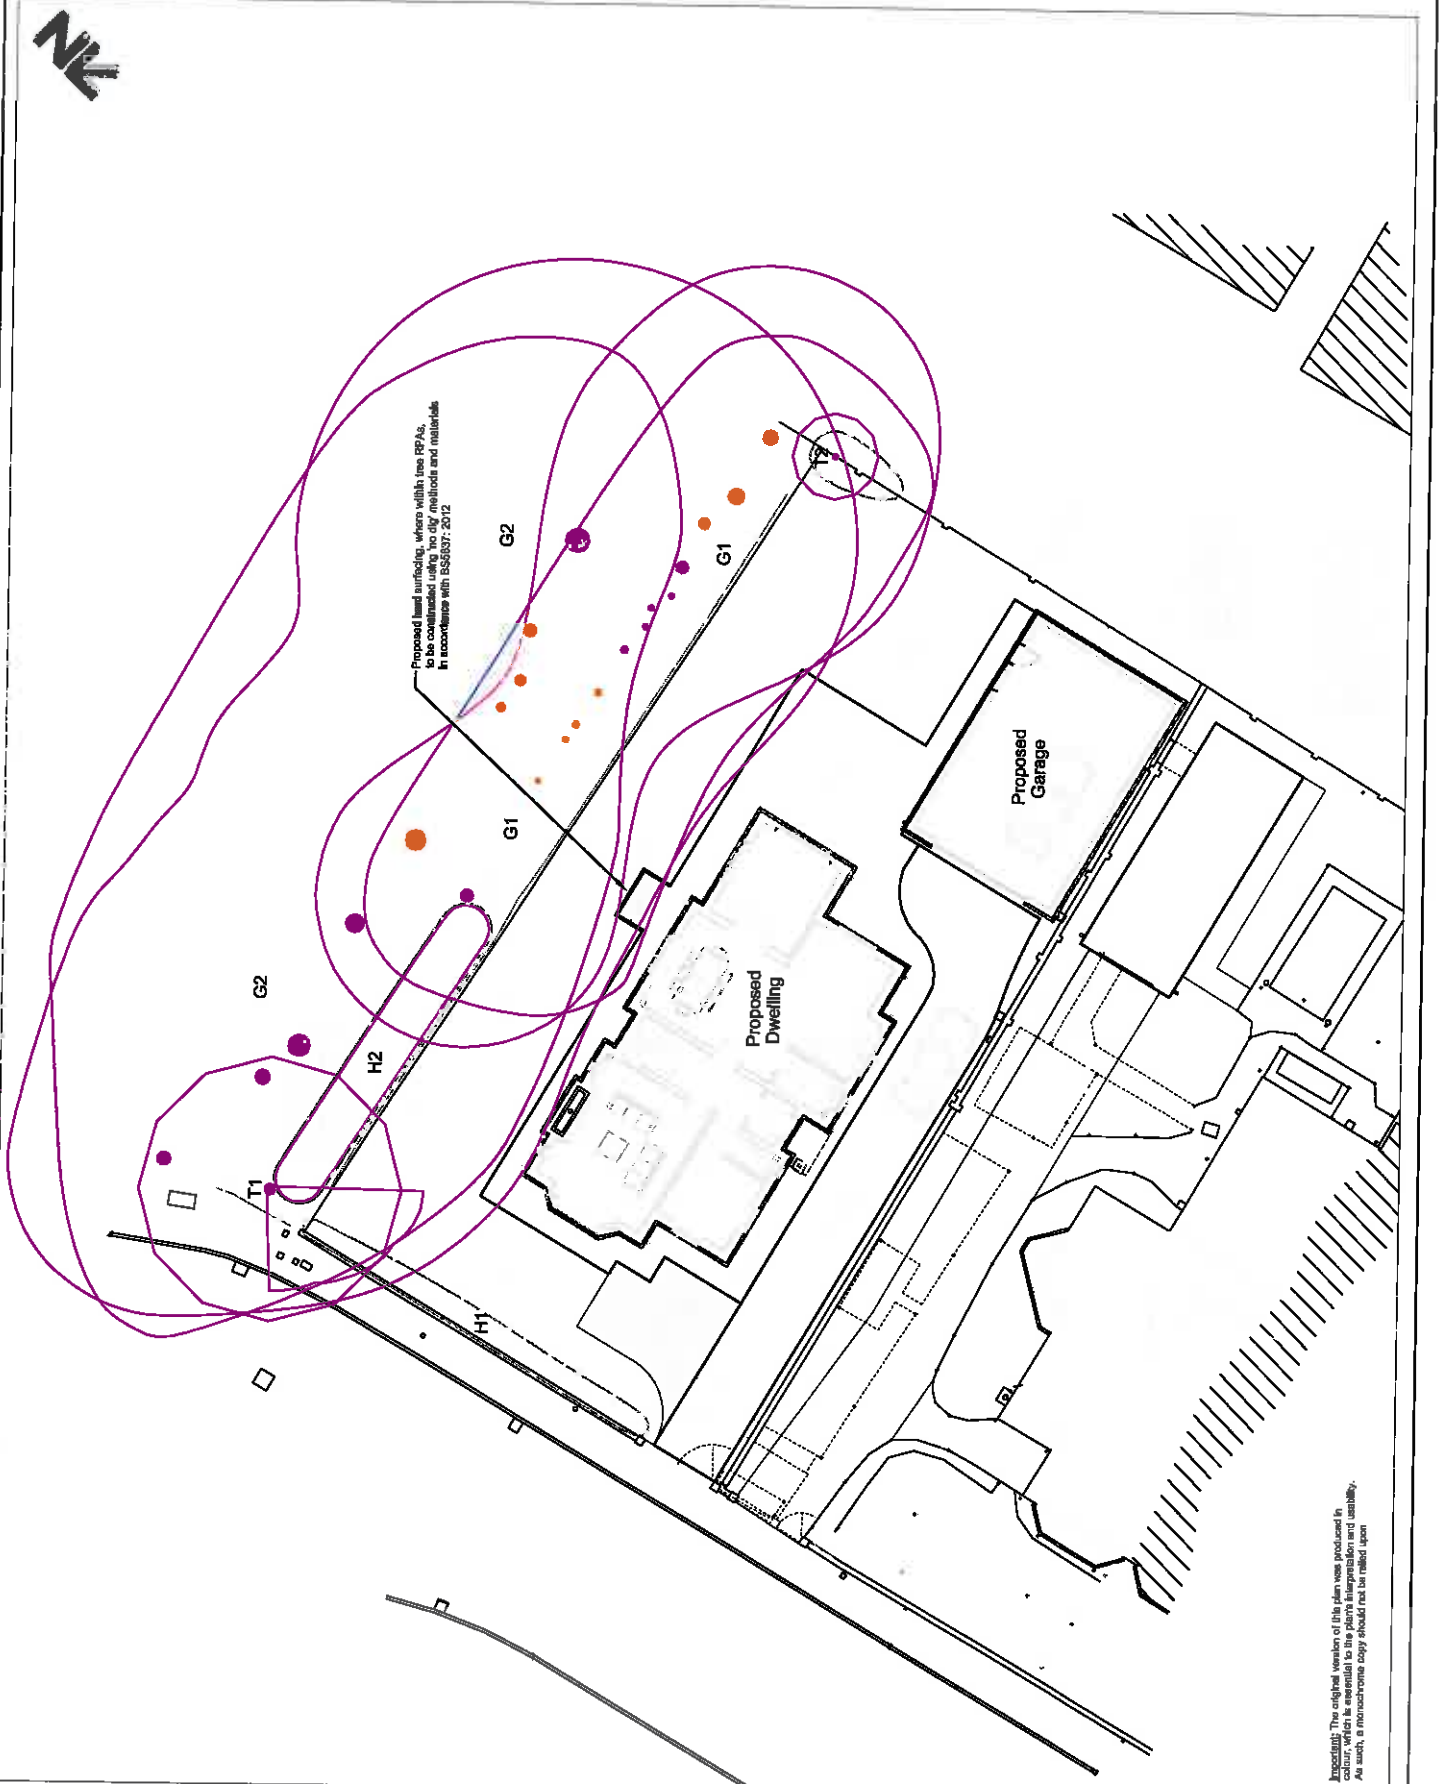 N
Proposed hard surfacing, where within tree RPAs,
to be constructed using 'no dig' methods and materials
in accordance with BS5837: 2012
G2
G1
T2
G1
G2
H2
T1
H1
Proposed
Garage
Proposed
Dwelling
Important: The original version of this plan was produced in
colour, which is essential to the plan's interpretation and usability.
As such, a monochrome copy should not be relied upon